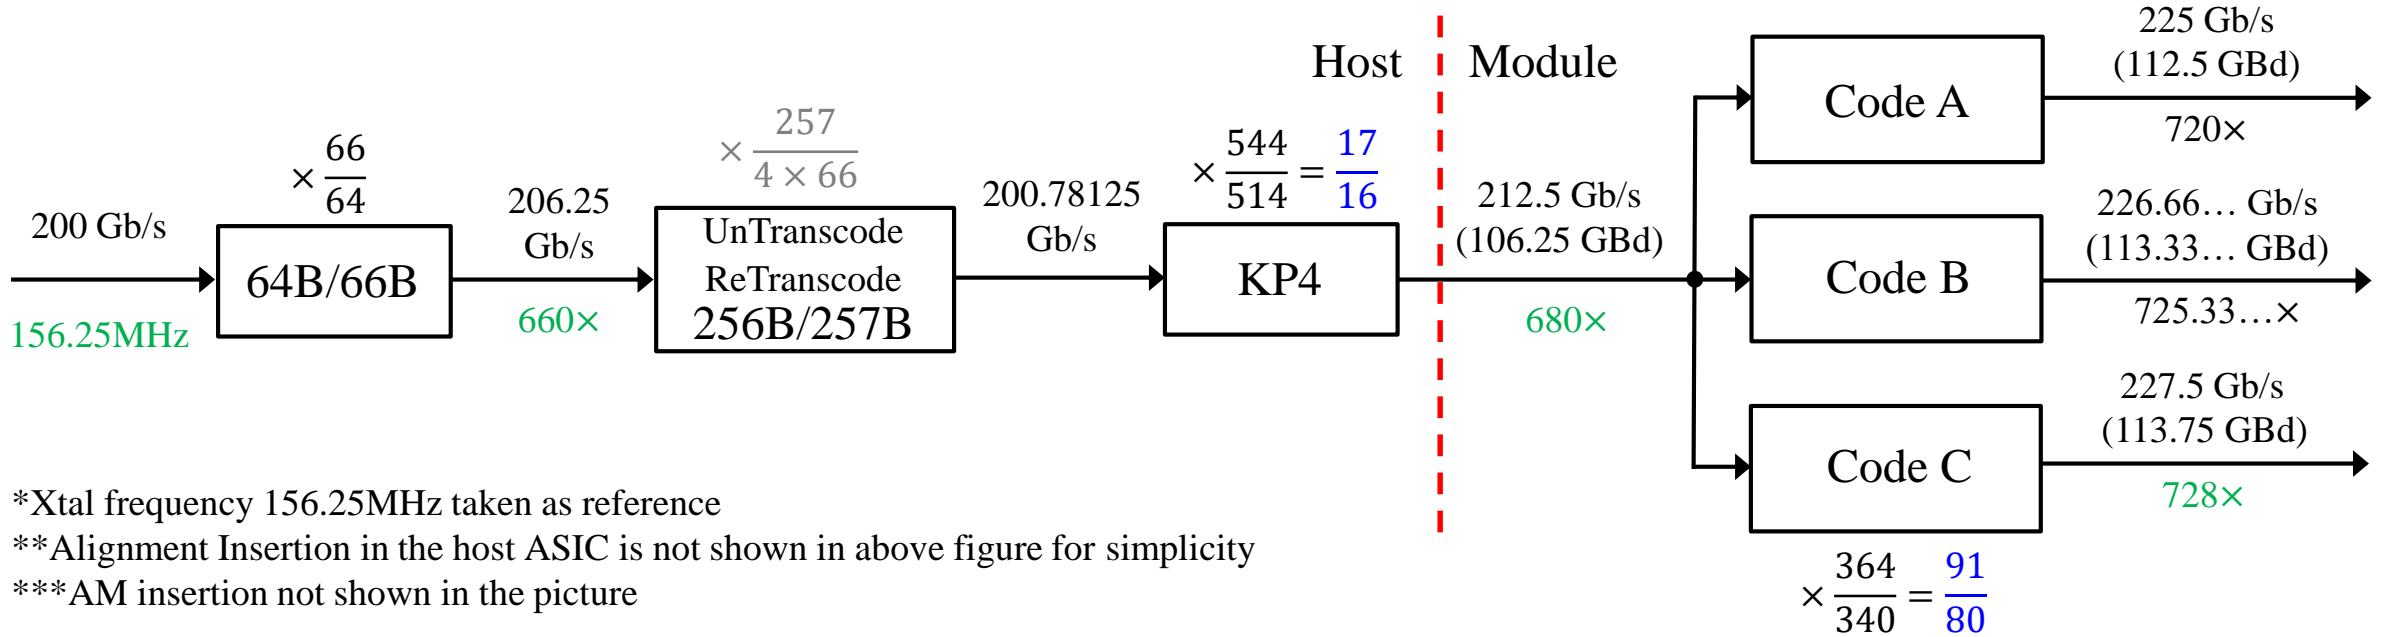 Host
Module
200 Gb/s
156.25MHz
× 66/64
64B/66B
206.25
Gb/s
660×
× 257/(4 × 66)
UnTranscode
ReTranscode
256B/257B
200.78125
Gb/s
× 544/514 = 17/16
KP4
212.5 Gb/s
(106.25 GBd)
680×
Code A
225 Gb/s
(112.5 GBd)
720×
Code B
226.66… Gb/s
(113.33… GBd)
725.33…×
Code C
227.5 Gb/s
(113.75 GBd)
728×
× 364/340 = 91/80
*Xtal frequency 156.25MHz taken as reference
**Alignment Insertion in the host ASIC is not shown in above figure for simplicity
***AM insertion not shown in the picture